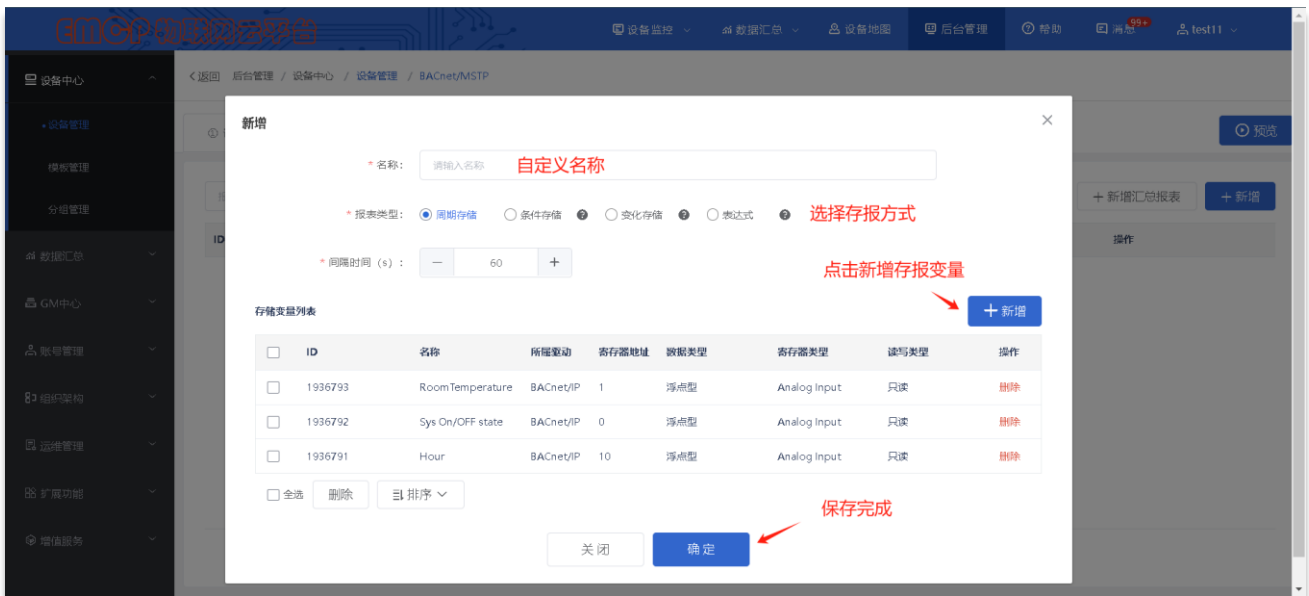 EMCP物联网云平台
设备监控
数据汇总
设备地图
后台管理
帮助
消息
99+
test11
设备中心
设备管理
模板管理
分组管理
数据汇总
GM中心
账号管理
组织架构
运维管理
扩展功能
增值服务
返回 后台管理 / 设备中心 / 设备管理 / BACnet/MSTP
预览
+ 新增汇总报表
+ 新增
ID
操作
新增
* 名称: 请输入名称 自定义名称
* 报表类型: 周期存储 条件存储 变化存储 表达式 选择存报方式
* 间隔时间 (s) : — 60 +
点击新增存报变量
存储变量列表
+ 新增
ID 名称 所属驱动 寄存器地址 数据类型 寄存器类型 读写类型 操作
1936793 RoomTemperature BACnet/IP 1 浮点型 Analog Input 只读 删除
1936792 Sys On/OFF state BACnet/IP 0 浮点型 Analog Input 只读 删除
1936791 Hour BACnet/IP 10 浮点型 Analog Input 只读 删除
全选 删除 排序
保存完成
关闭 确定